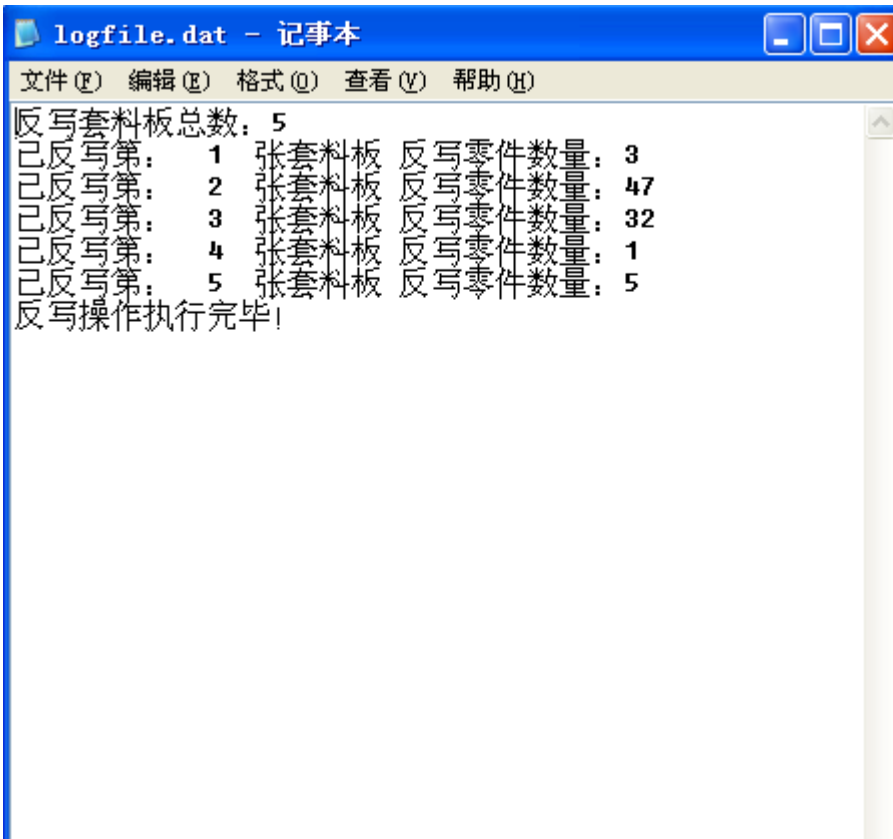 logfile.dat - 记事本
文件(F) 编辑(E) 格式(O) 查看(V) 帮助(H)
反写套料板总数：5
已反写第： 1 张套料板 反写零件数量：3
已反写第： 2 张套料板 反写零件数量：47
已反写第： 3 张套料板 反写零件数量：32
已反写第： 4 张套料板 反写零件数量：1
已反写第： 5 张套料板 反写零件数量：5
反写操作执行完毕!